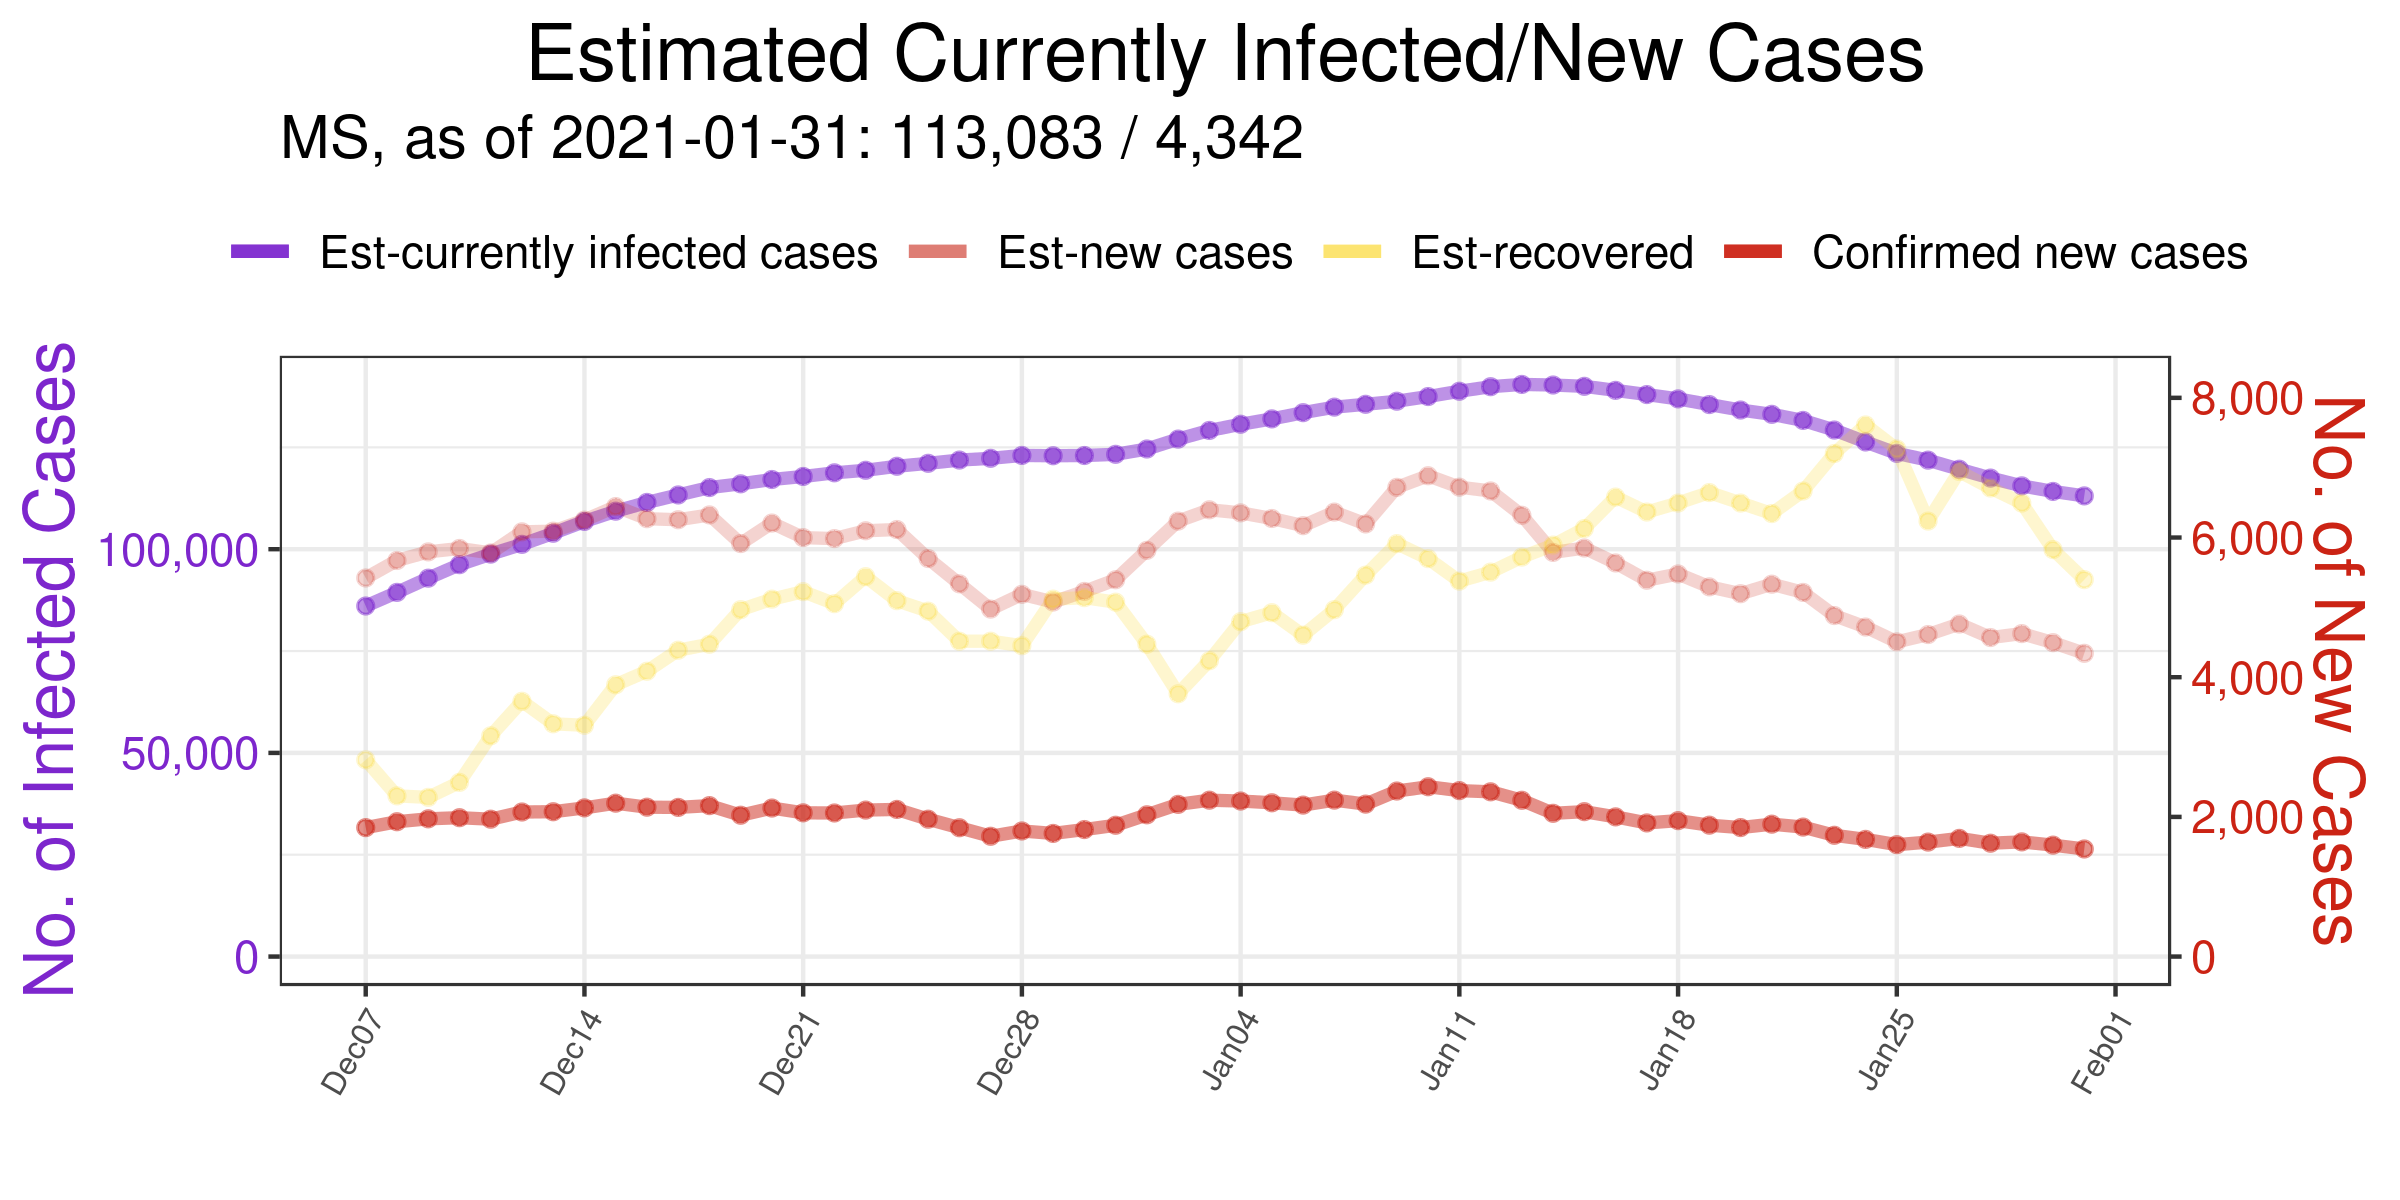 Estimated Currently Infected/New Cases
MS, as of 2021-01-31: 113,083 / 4,342
Est-currently infected cases Est-new cases Est-recovered Confirmed new cases
No. of Infected Cases
100,000
50,000
0
8,000
6,000
4,000
2,000
0
No. of New Cases
Dec07 Dec14 Dec21 Dec28 Jan04 Jan11 Jan18 Jan25 Feb01